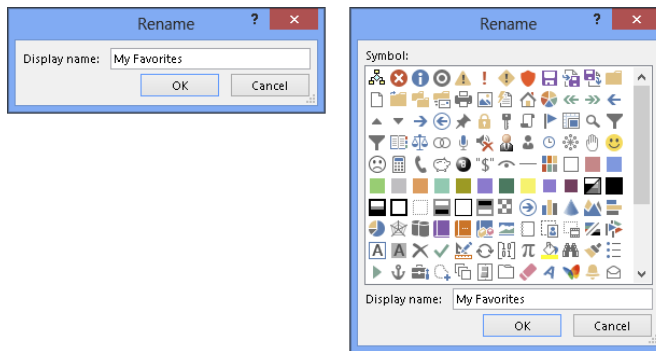 Rename
?
×
Display name: My Favorites
OK Cancel
Rename
?
×
Symbol:
"$"
π
A A
A
Display name: My Favorites
OK Cancel